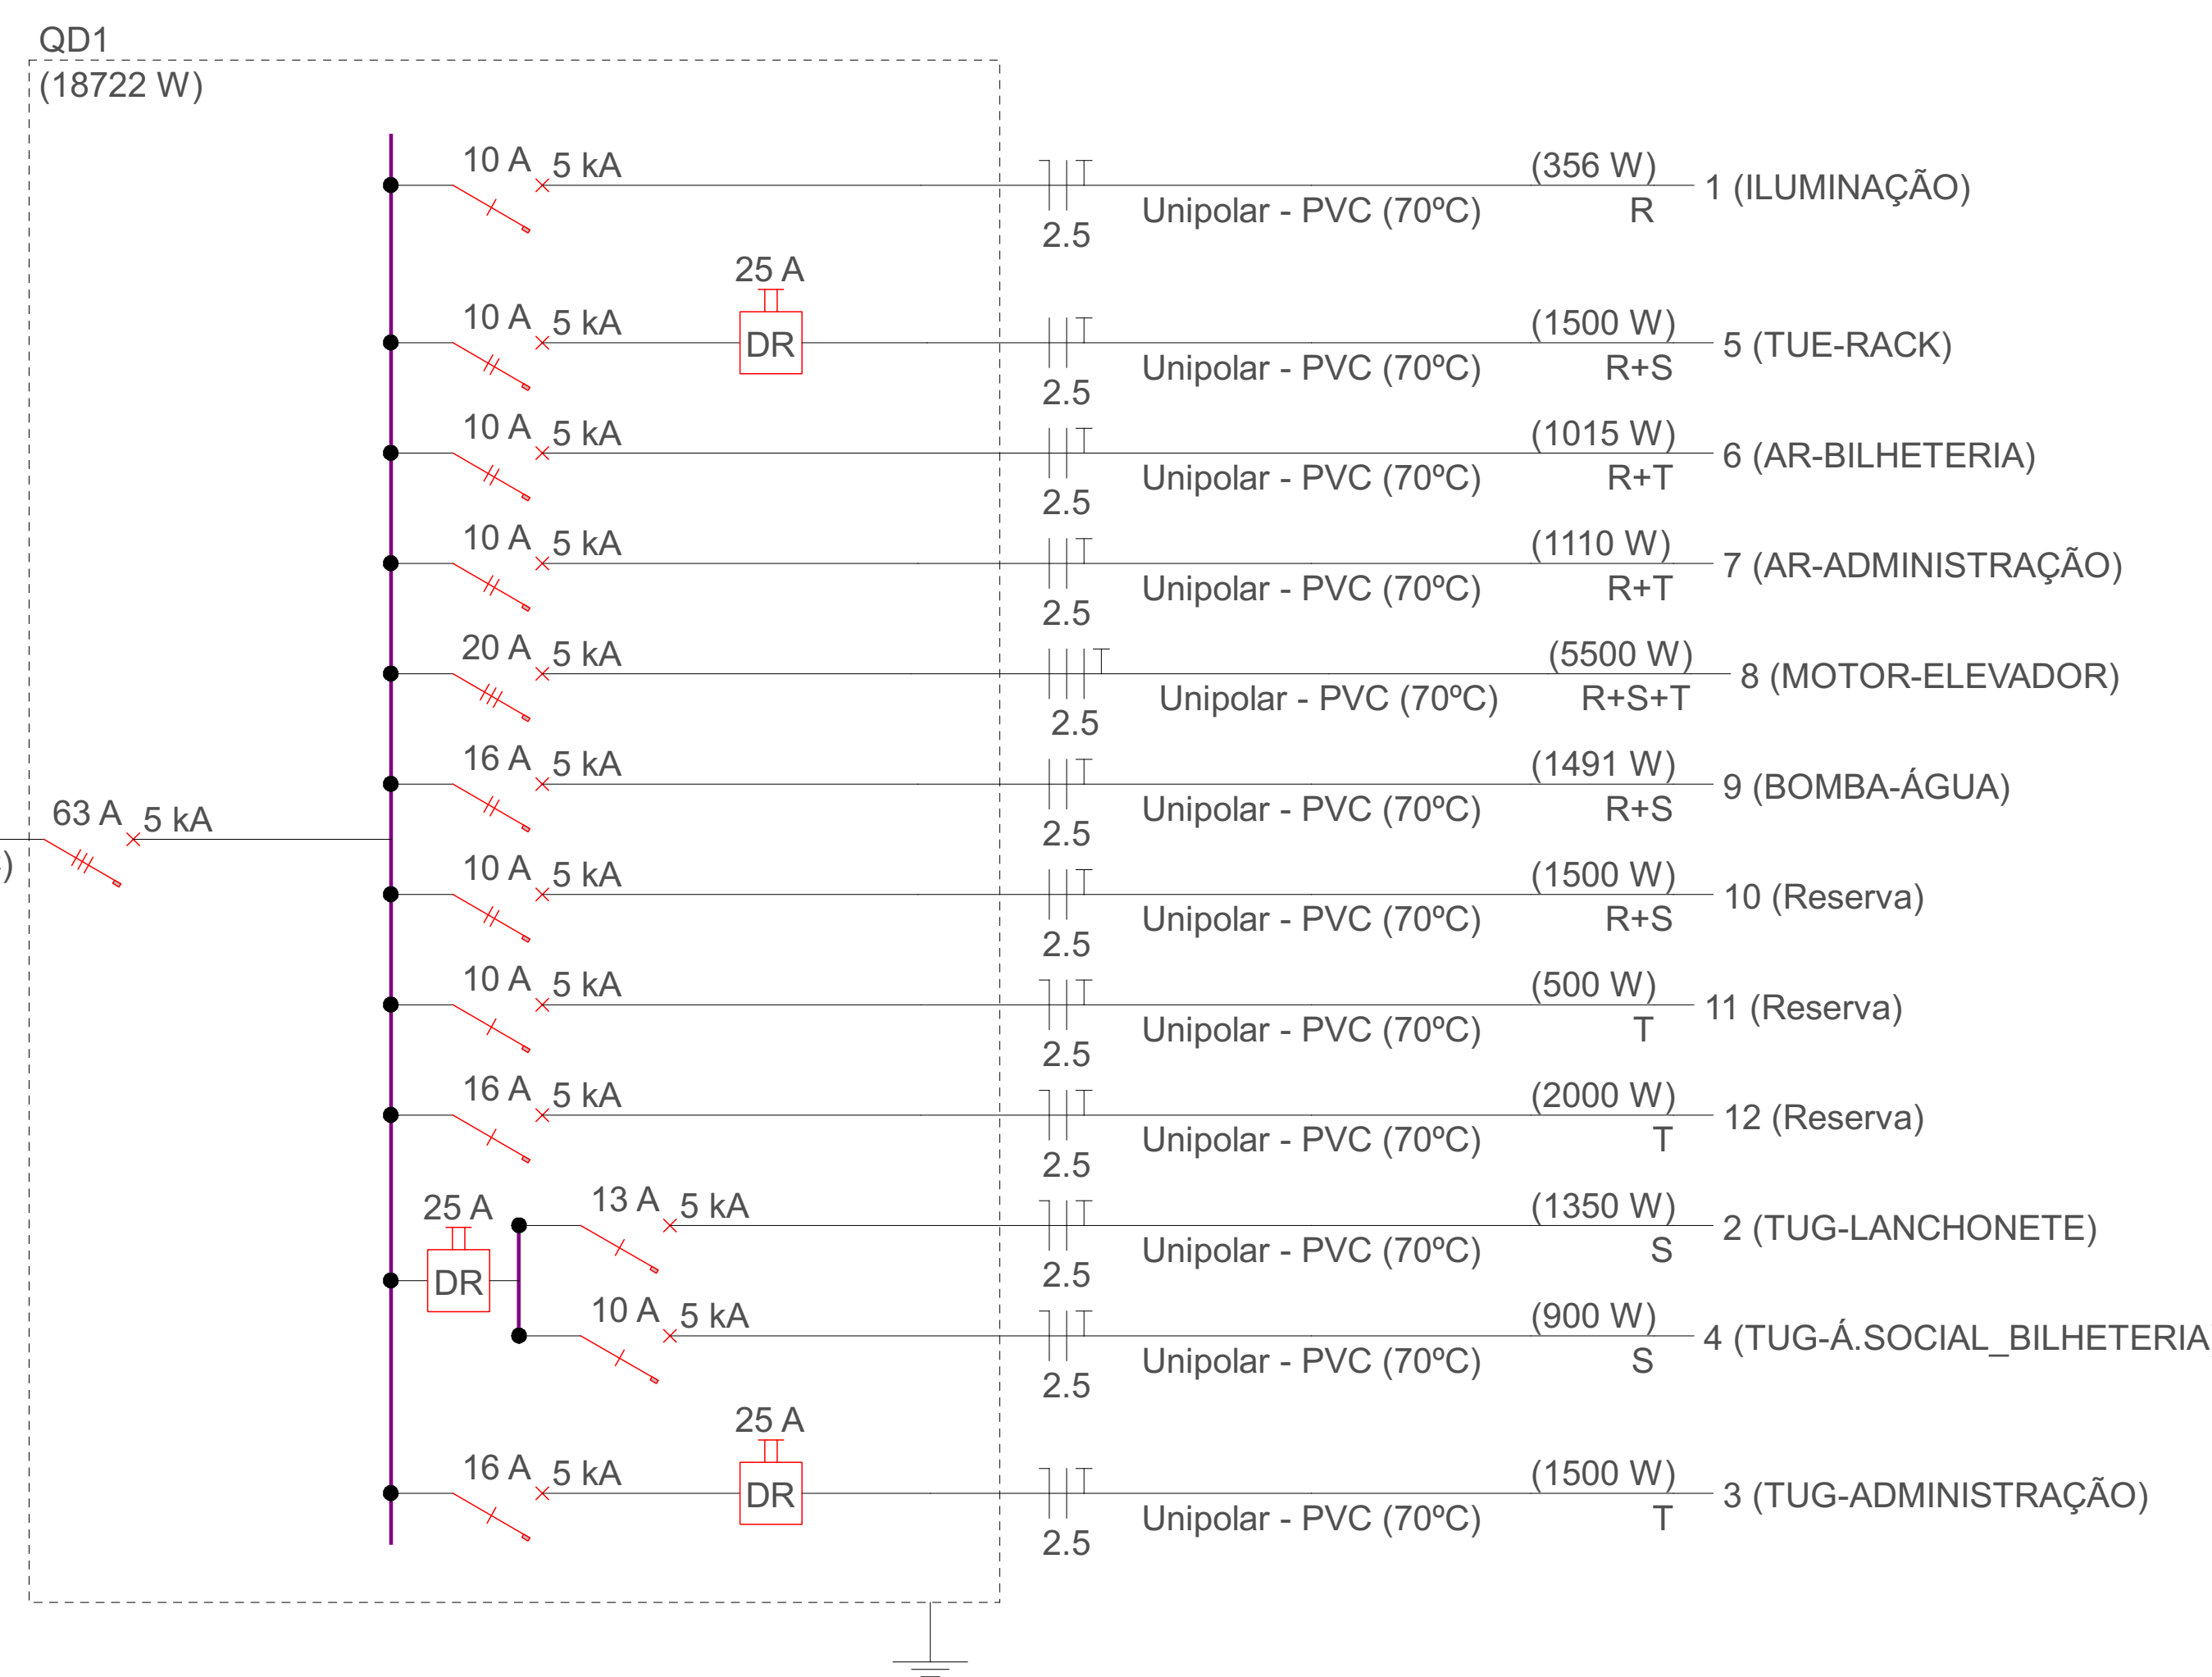 QD1
(18722 W)
10 A 5 kA (356 W) 1 (ILUMINAÇÃO)
Unipolar - PVC (70ºC) R
2.5
25 A
10 A 5 kA DR (1500 W) 5 (TUE-RACK)
Unipolar - PVC (70ºC) R+S
2.5
10 A 5 kA (1015 W) 6 (AR-BILHETERIA)
Unipolar - PVC (70ºC) R+T
2.5
10 A 5 kA (1110 W) 7 (AR-ADMINISTRAÇÃO)
Unipolar - PVC (70ºC) R+T
2.5
20 A 5 kA (5500 W) 8 (MOTOR-ELEVADOR)
Unipolar - PVC (70ºC) R+S+T
2.5
16 A 5 kA (1491 W) 9 (BOMBA-ÁGUA)
Unipolar - PVC (70ºC) R+S
2.5
63 A 5 kA
)
10 A 5 kA (1500 W) 10 (Reserva)
Unipolar - PVC (70ºC) R+S
2.5
10 A 5 kA (500 W) 11 (Reserva)
Unipolar - PVC (70ºC) T
2.5
16 A 5 kA (2000 W) 12 (Reserva)
Unipolar - PVC (70ºC) T
2.5
25 A
DR
13 A 5 kA (1350 W) 2 (TUG-LANCHONETE)
Unipolar - PVC (70ºC) S
2.5
10 A 5 kA (900 W) 4 (TUG-Á.SOCIAL_BILHETERIA
Unipolar - PVC (70ºC) S
2.5
25 A
16 A 5 kA DR (1500 W) 3 (TUG-ADMINISTRAÇÃO)
Unipolar - PVC (70ºC) T
2.5